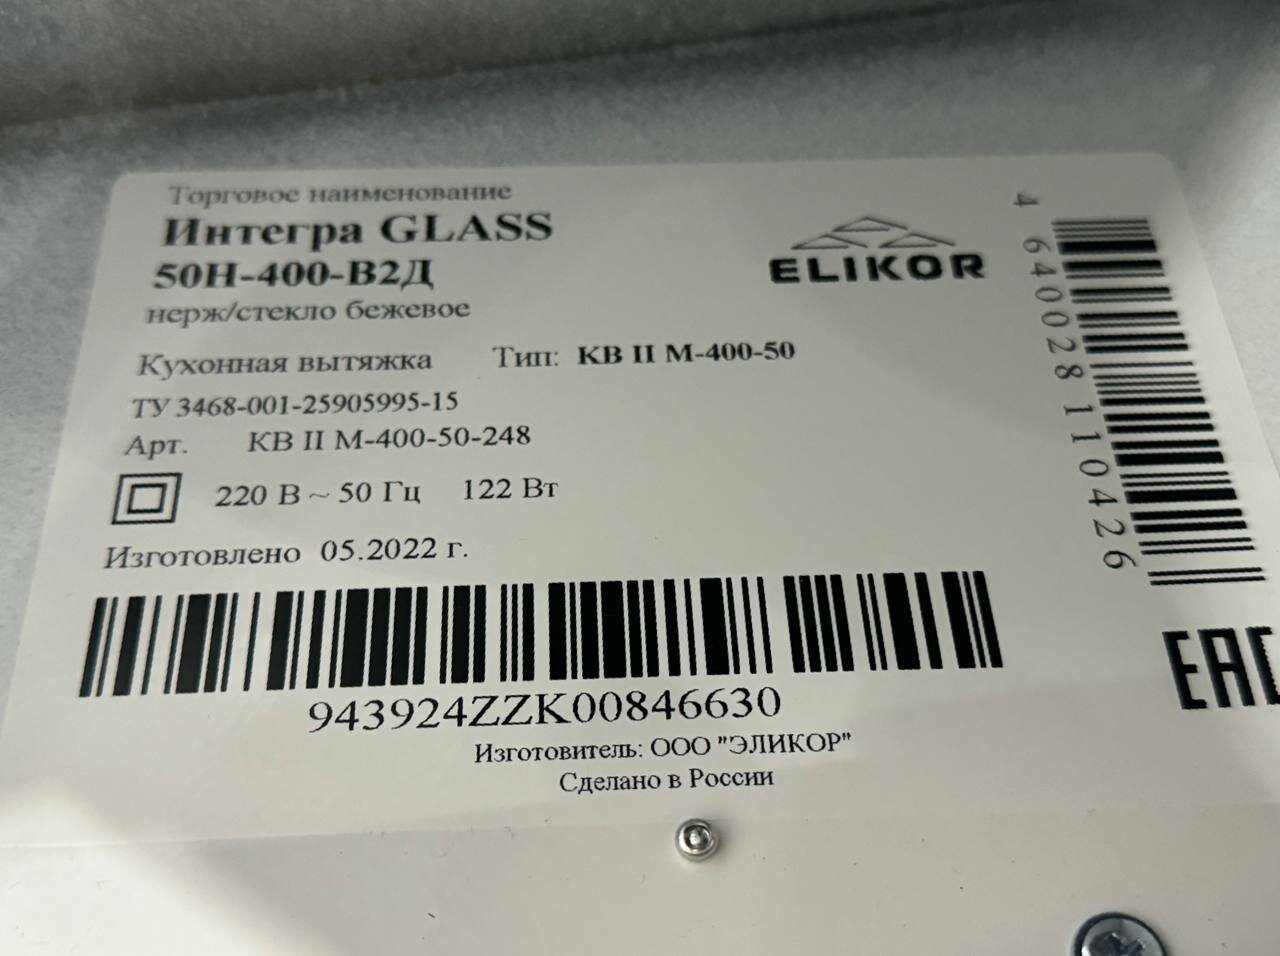 Торговое наименование
Интегра GLASS
50Н-400-В2Д
нерж/стекло бежевое
ELIKOR
Кухонная вытяжка Тип: КВ II М-400-50
ТУ 3468-001-25905995-15
Арт. КВ II М-400-50-248
220 В ~ 50 Гц 122 Вт
Изготовлено 05.2022 г.
943924ZZK00846630
Изготовитель: ООО "ЭЛИКОР"
Сделано в России
4 640028 110426
EAC